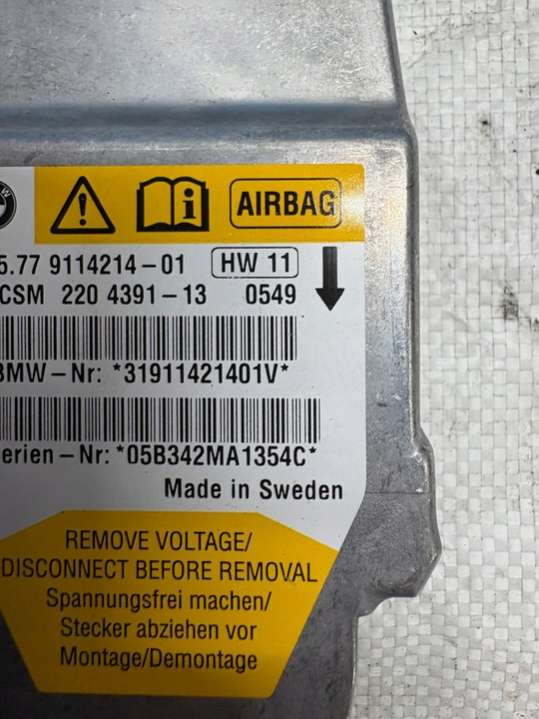 W
AIRBAG
5.77 9114214-01 HW 11
CSM 220 4391-13 0549
BMW-Nr: *31911421401V*
erien-Nr: *05B342MA1354C*
Made in Sweden
REMOVE VOLTAGE/
DISCONNECT BEFORE REMOVAL
Spannungsfrei machen/
Stecker abziehen vor
Montage/Demontage